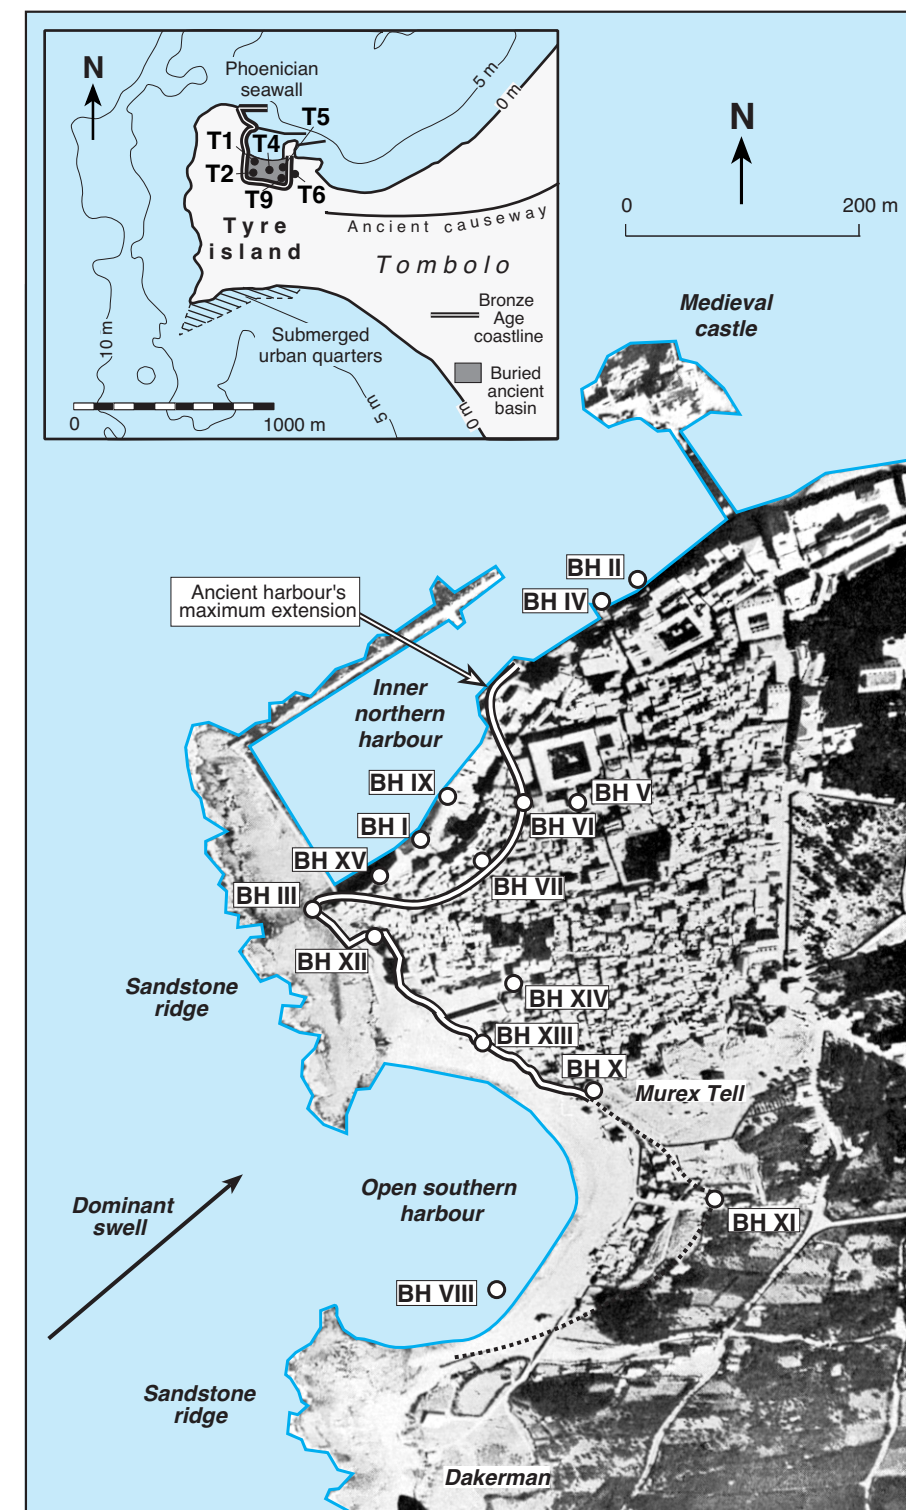 N
Phoenician
seawall
5 m
0 m
T5
T1
T4
T2
T9
T6
Tyre
island
Ancient causeway
Tombolo
Bronze
Age
coastline
Submerged
urban quarters
10 m
Buried
ancient
basin
5 m
0 m
0
1000 m
N
0
200 m
Medieval
castle
BH II
BH IV
Ancient harbour's
maximum extension
Inner
northern
harbour
BH IX
BH V
BH I
BH VI
BH XV
BH VII
BH III
BH XII
Sandstone
ridge
BH XIV
BH XIII
BH X
Murex Tell
Dominant
swell
Open southern
harbour
BH XI
BH VIII
Sandstone
ridge
Dakerman